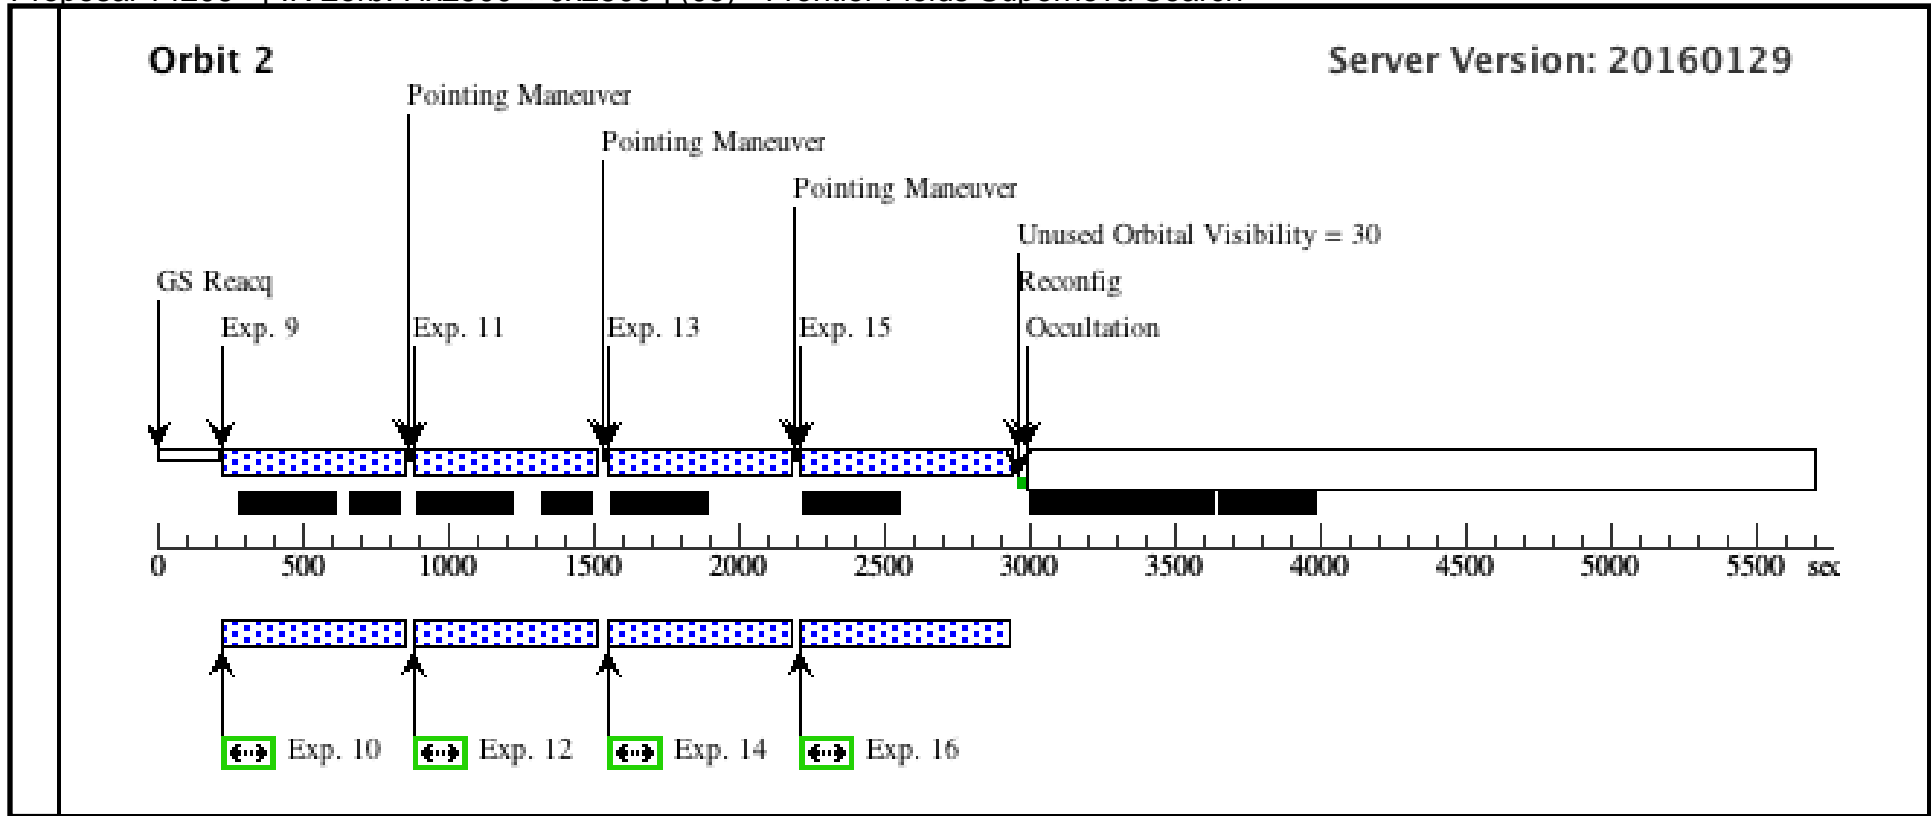 Orbit 2
Server Version: 20160129
Pointing Maneuver
Pointing Maneuver
Pointing Maneuver
Unused Orbital Visibility = 30
GS Reacq
Reconfig
Exp. 9
Exp. 11
Exp. 13
Exp. 15
Occultation
0 500 1000 1500 2000 2500 3000 3500 4000 4500 5000 5500 sec
Exp. 10
Exp. 12
Exp. 14
Exp. 16